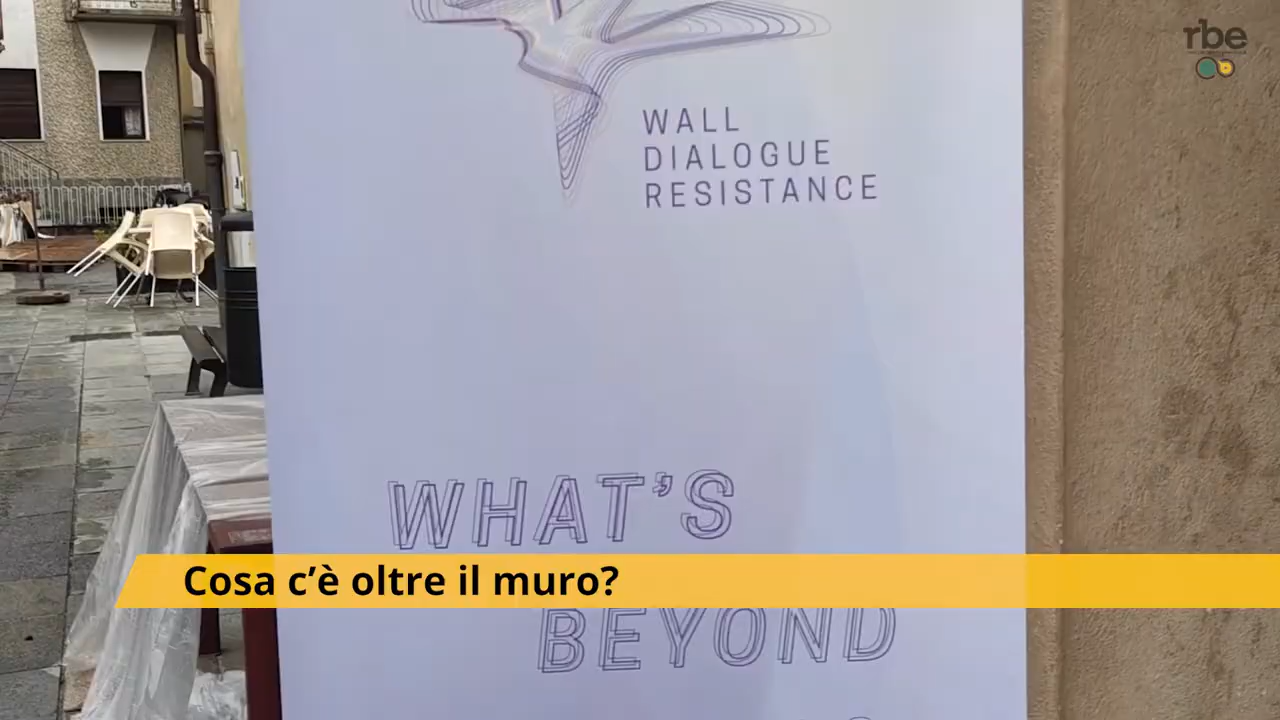 rbe
WALL
DIALOGUE
RESISTANCE
WHAT'S
Cosa c'è oltre il muro?
BEYOND